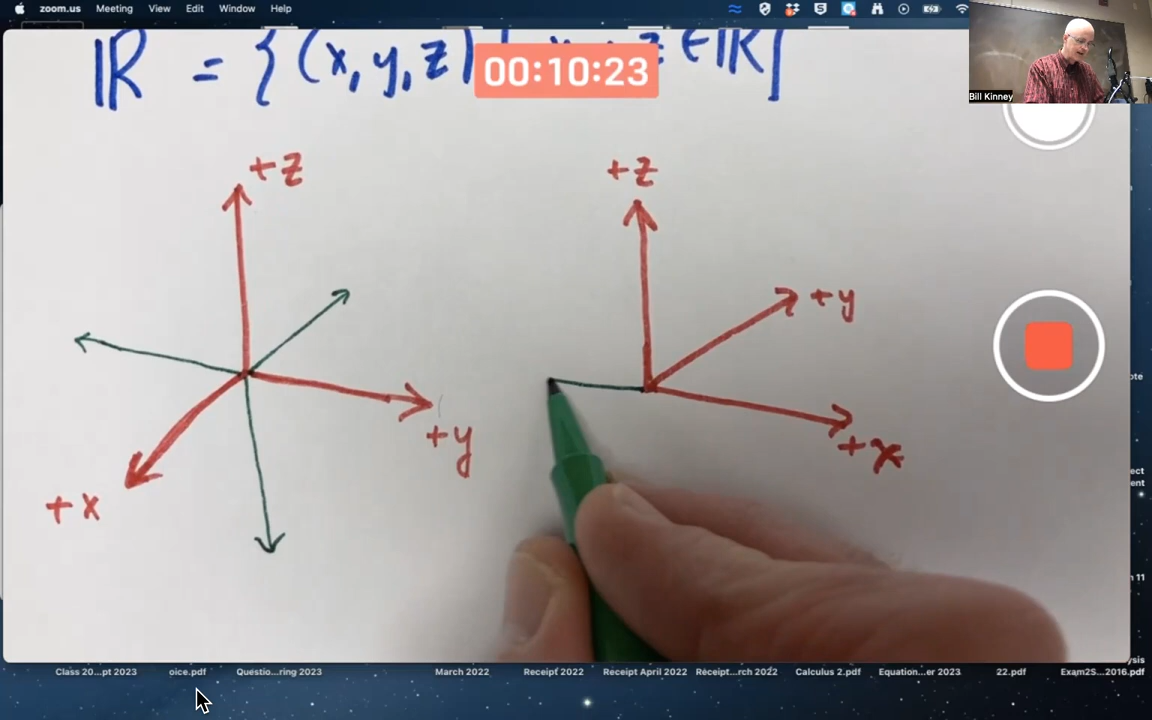 zoom.us Meeting View Edit Window Help
ℝ = {(x,y,z) | x, y, z ∈ ℝ}
00:10:23
Bill Kinney
+z +z
+y
+y
+x
+x
Class 20...pt 2023 oice.pdf Questio...ring 2023 March 2022 Receipt 2022 Receipt April 2022 Receipt...rch 2022 Calculus 2.pdf Equation...er 2023 22.pdf Exam2S...2016.pdf